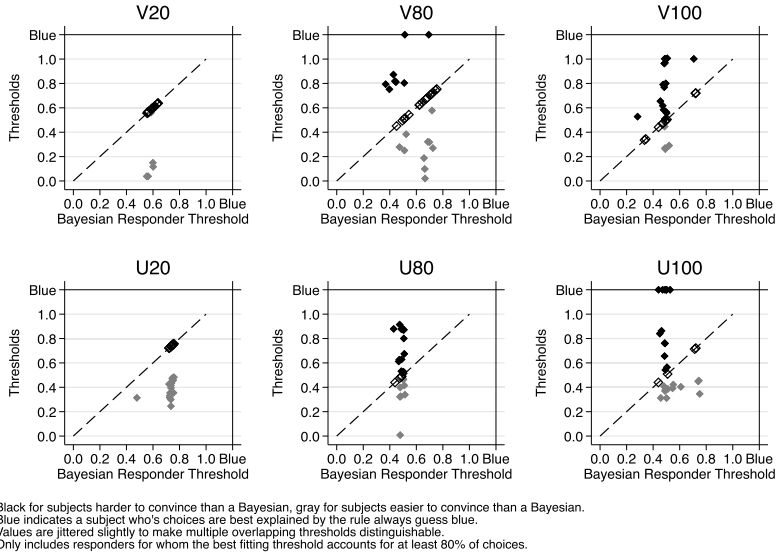 V20
V80
V100
Blue
1.0
0.8
0.6
0.4
0.2
0.0
Thresholds
0.0 0.2 0.4 0.6 0.8 1.0 Blue
Bayesian Responder Threshold
Blue
1.0
0.8
0.6
0.4
0.2
0.0
Thresholds
0.0 0.2 0.4 0.6 0.8 1.0 Blue
Bayesian Responder Threshold
Blue
1.0
0.8
0.6
0.4
0.2
0.0
Thresholds
0.0 0.2 0.4 0.6 0.8 1.0 Blue
Bayesian Responder Threshold
U20
U80
U100
Blue
1.0
0.8
0.6
0.4
0.2
0.0
Thresholds
0.0 0.2 0.4 0.6 0.8 1.0 Blue
Bayesian Responder Threshold
Blue
1.0
0.8
0.6
0.4
0.2
0.0
Thresholds
0.0 0.2 0.4 0.6 0.8 1.0 Blue
Bayesian Responder Threshold
Blue
1.0
0.8
0.6
0.4
0.2
0.0
Thresholds
0.0 0.2 0.4 0.6 0.8 1.0 Blue
Bayesian Responder Threshold
Black for subjects harder to convince than a Bayesian, gray for subjects easier to convince than a Bayesian.
Blue indicates a subject who's choices are best explained by the rule always guess blue.
Values are jittered slightly to make multiple overlapping thresholds distinguishable.
Only includes responders for whom the best fitting threshold accounts for at least 80% of choices.